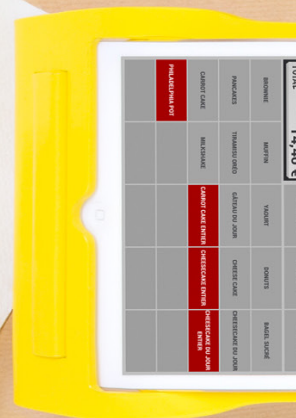 TOTAL 14,40 €
BROWNIE
MUFFIN
YAOURT
DONUTS
BAGEL SUCRÉ
PANCAKES
TIRAMISU OREO
GÂTEAU DU JOUR
CHEESE CAKE
CHEESECAKE DU JOUR
CARROT CAKE
MILKSHAKE
CARROT CAKE ENTIER
CHEESECAKE ENTIER
CHEESECAKE DU JOUR
ENTIER
PHILADELPHIA POT